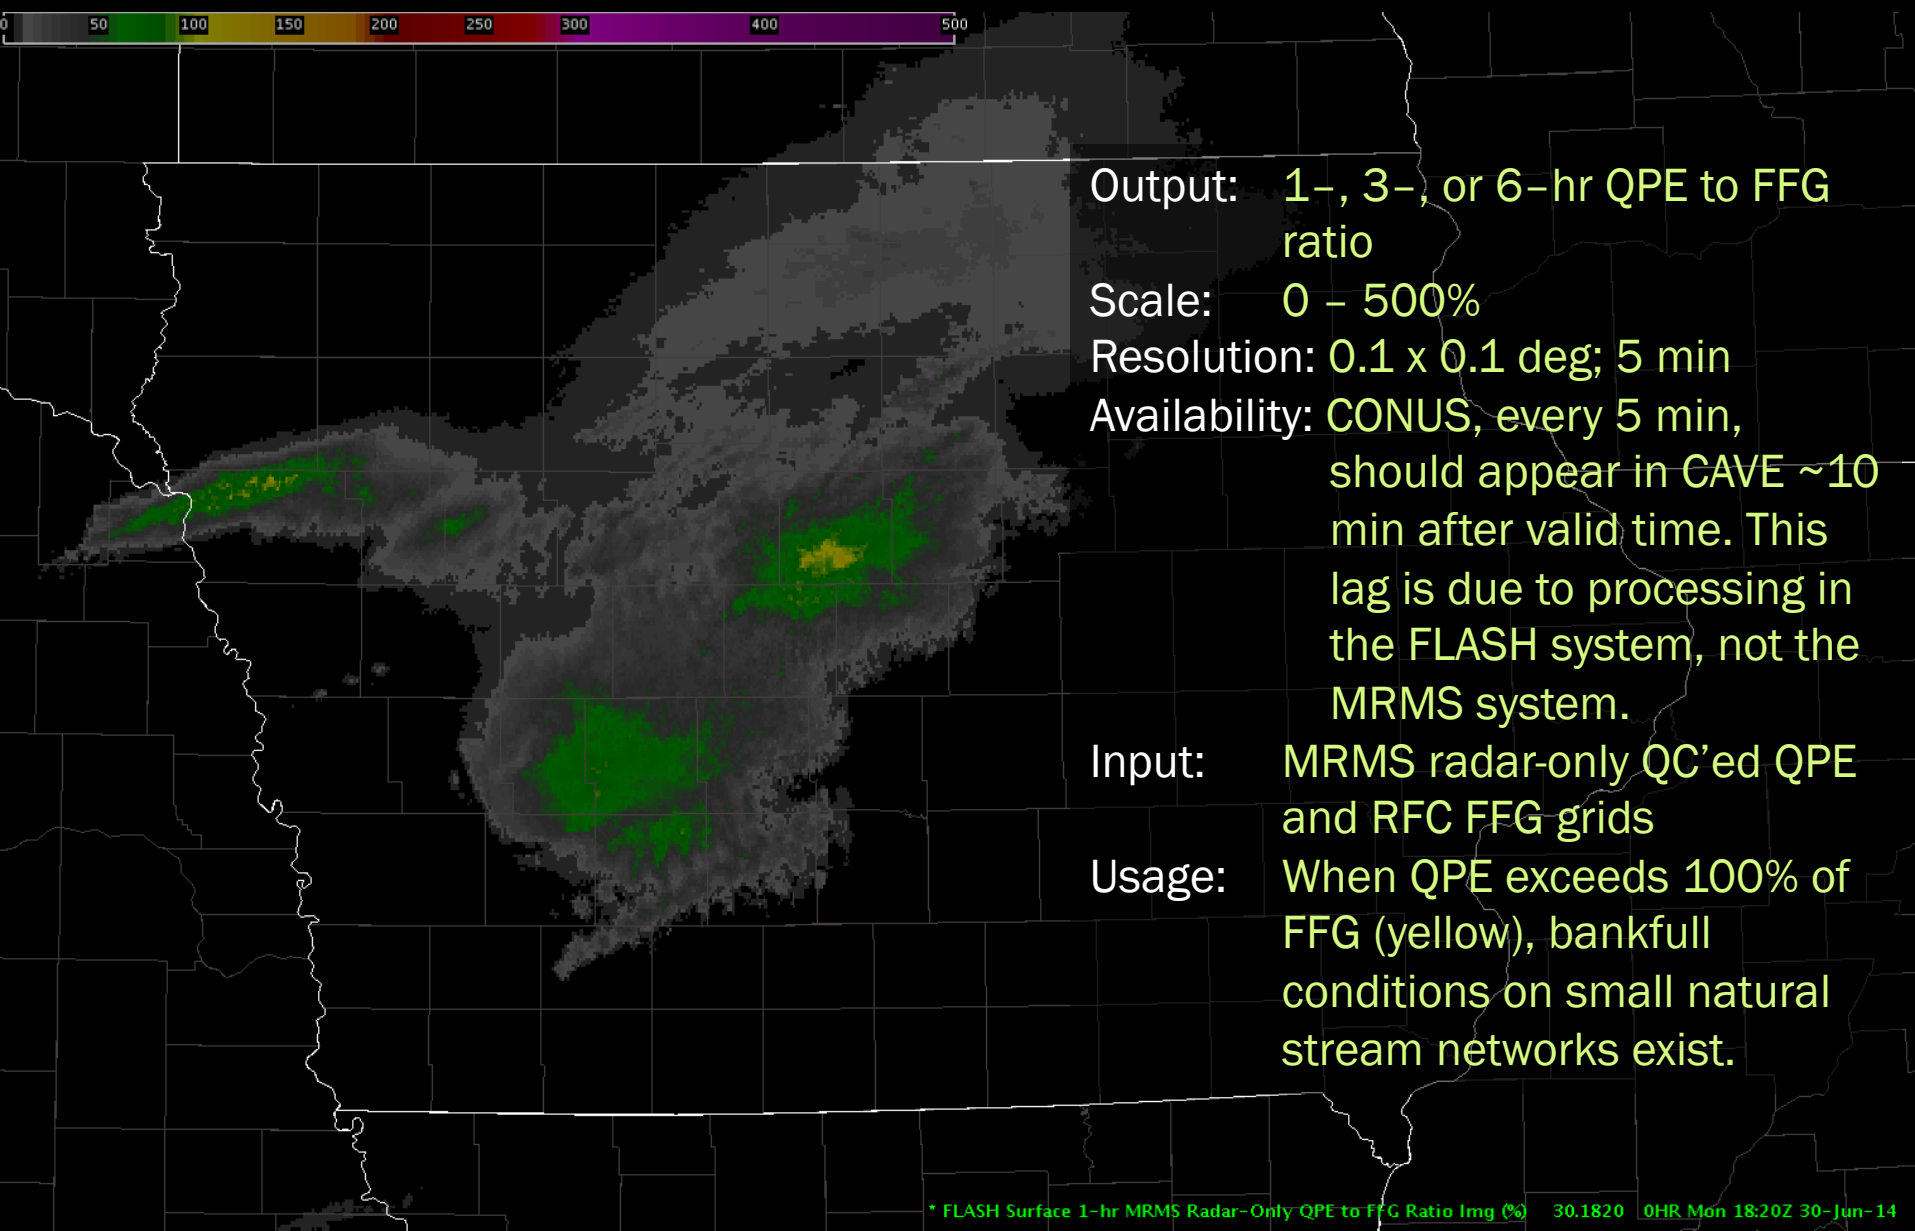 0 50 100 150 200 250 300 400 500
Output: 1–, 3–, or 6–hr QPE to FFG
ratio
Scale: 0 – 500%
Resolution: 0.1 x 0.1 deg; 5 min
Availability: CONUS, every 5 min,
should appear in CAVE ~10
min after valid time. This
lag is due to processing in
the FLASH system, not the
MRMS system.
Input: MRMS radar-only QC’ed QPE
and RFC FFG grids
Usage: When QPE exceeds 100% of
FFG (yellow), bankfull
conditions on small natural
stream networks exist.
* FLASH Surface 1-hr MRMS Radar-Only QPE to FFG Ratio Img (%) 30.1820 0HR Mon 18:20Z 30-Jun-14